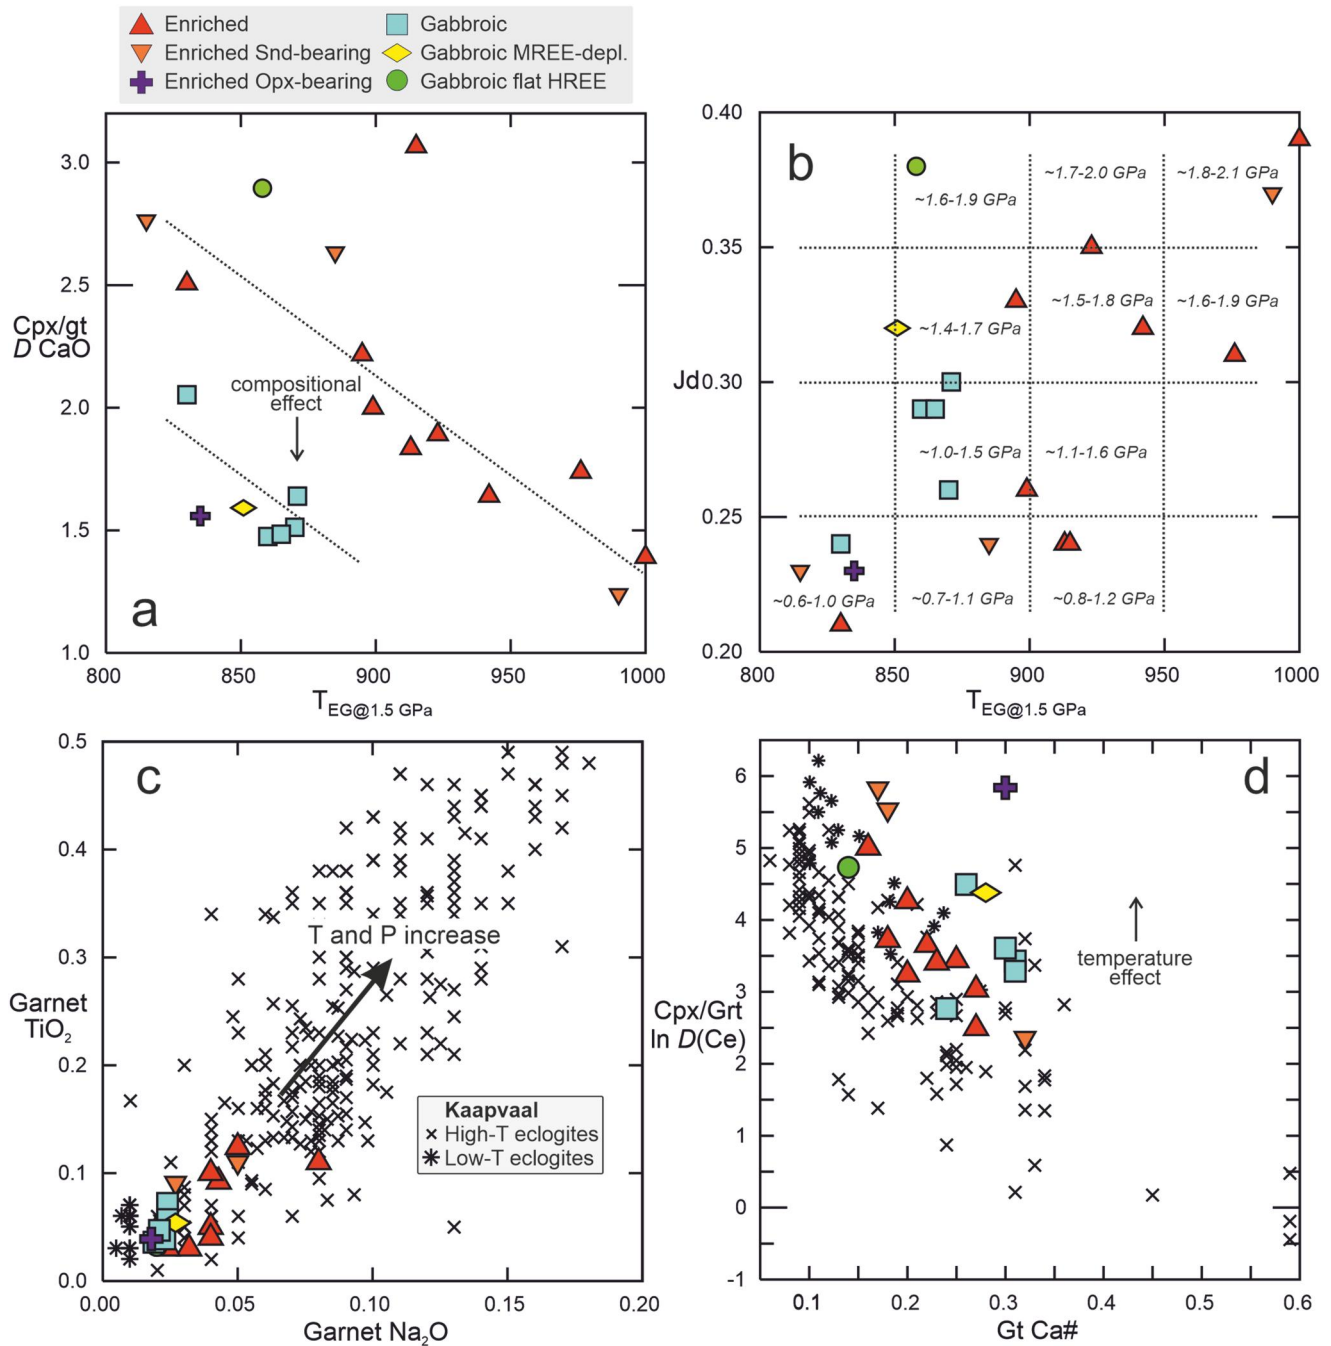 Enriched
Enriched Snd-bearing
Enriched Opx-bearing
Gabbroic
Gabbroic MREE-depl.
Gabbroic flat HREE
3.0
2.5
2.0
1.5
1.0
Cpx/gt
D CaO
compositional
effect
a
800
850
900
950
1000
T EG@1.5 GPa
0.40
0.35
0.30
0.25
0.20
Jd
b
~1.6-1.9 GPa
~1.7-2.0 GPa
~1.8-2.1 GPa
~1.4-1.7 GPa
~1.5-1.8 GPa
~1.6-1.9 GPa
~1.0-1.5 GPa
~1.1-1.6 GPa
~0.6-1.0 GPa
~0.7-1.1 GPa
~0.8-1.2 GPa
800
850
900
950
1000
T EG@1.5 GPa
0.5
0.4
0.3
0.2
0.1
0.0
Garnet
TiO₂
c
T and P increase
Kaapvaal
High-T eclogites
Low-T eclogites
0.00
0.05
0.10
0.15
0.20
Garnet Na₂O
6
5
4
3
2
1
0
-1
Cpx/Grt
ln D(Ce)
d
temperature
effect
0.1
0.2
0.3
0.4
0.5
0.6
Gt Ca#